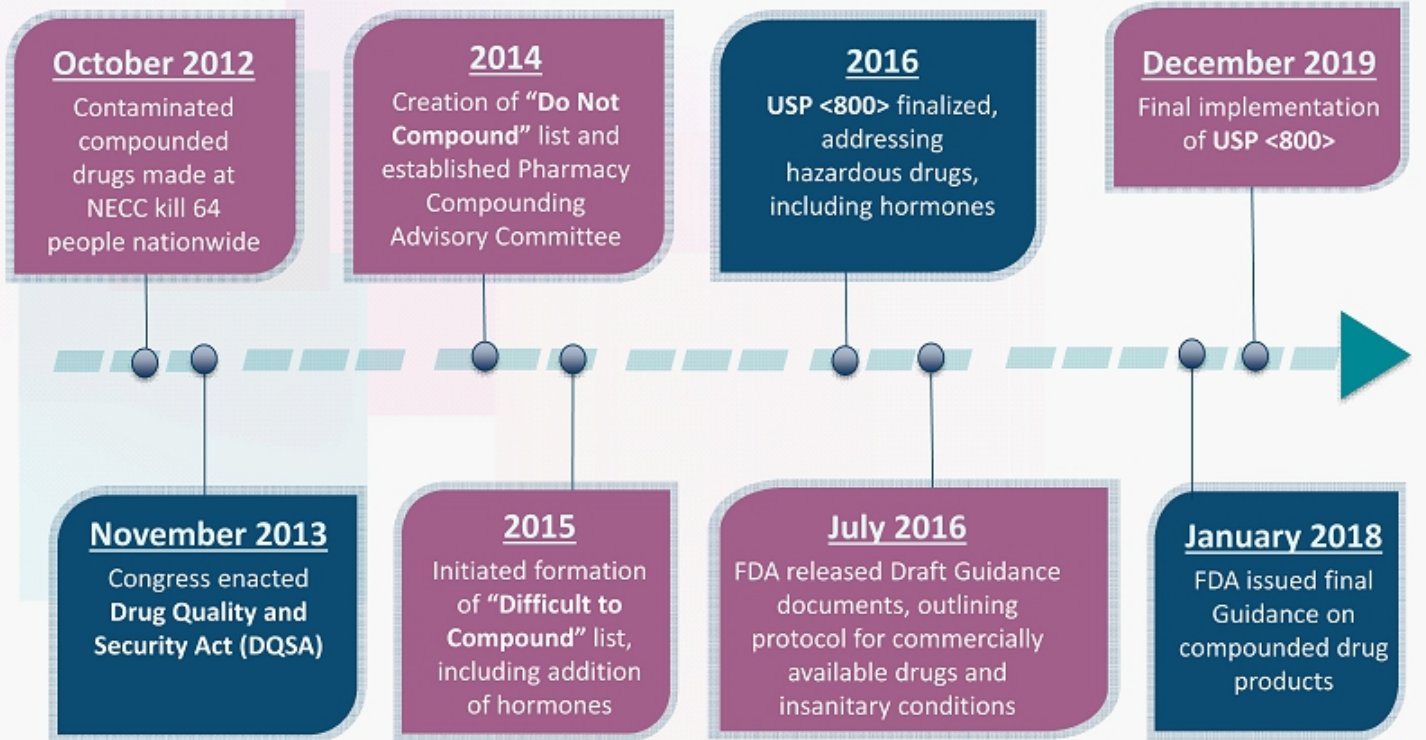 October 2012
Contaminated
compounded
drugs made at
NECC kill 64
people nationwide
November 2013
Congress enacted
Drug Quality and
Security Act (DQSA)
2014
Creation of “Do Not
Compound” list and
established Pharmacy
Compounding
Advisory Committee
2015
Initiated formation
of “Difficult to
Compound” list,
including addition
of hormones
2016
USP <800> finalized,
addressing
hazardous drugs,
including hormones
July 2016
FDA released Draft Guidance
documents, outlining
protocol for commercially
available drugs and
insanitary conditions
January 2018
FDA issued final
Guidance on
compounded drug
products
December 2019
Final implementation
of USP <800>